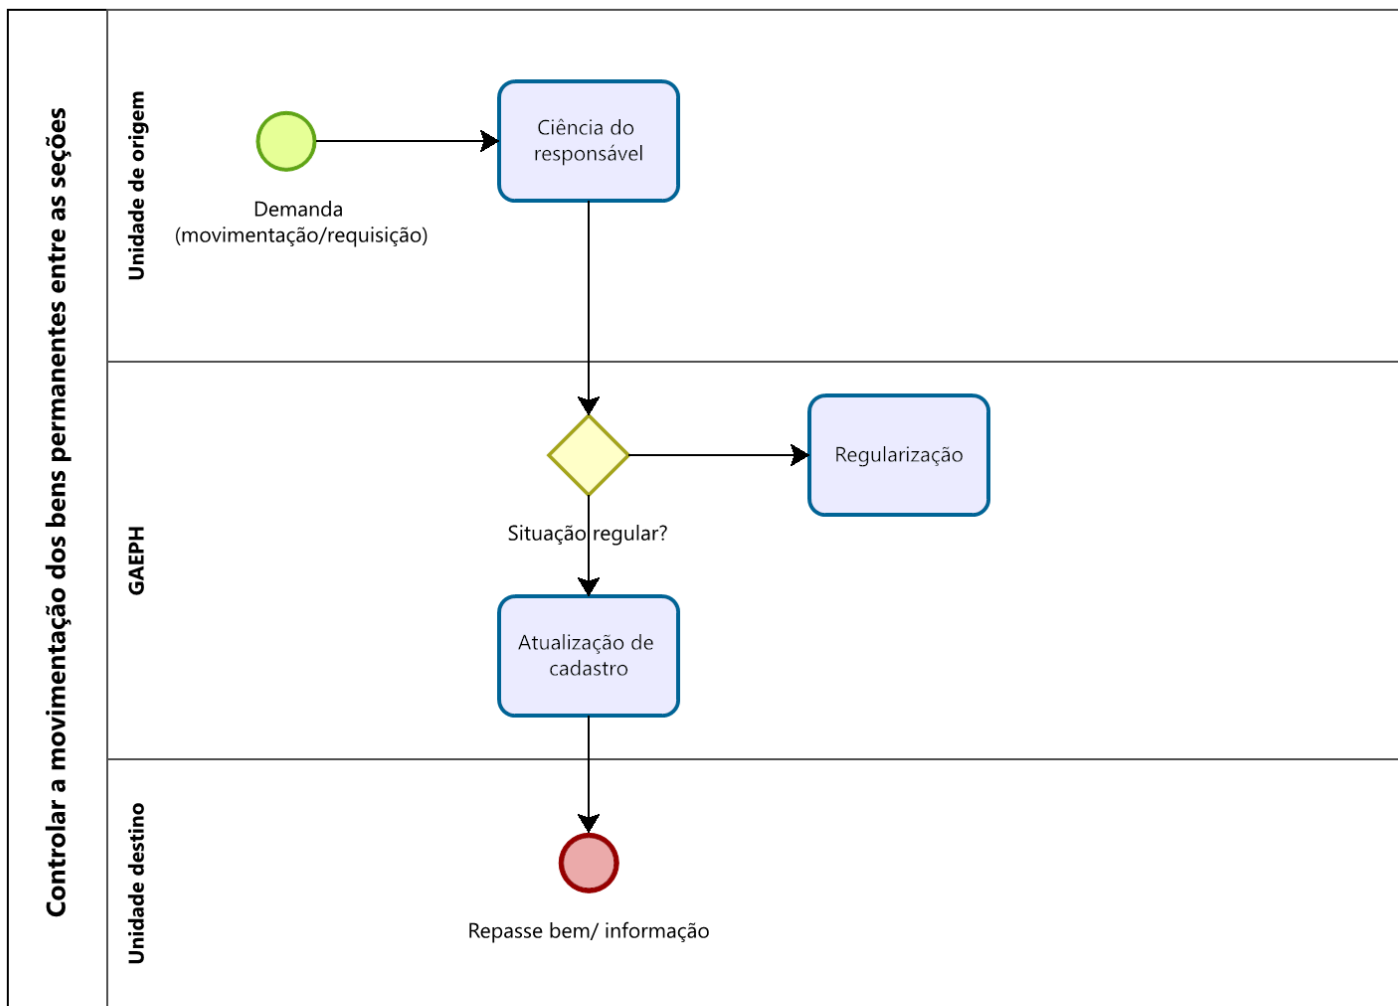 Controlar a movimentação dos bens permanentes entre as seções
Unidade de origem
Ciência do
responsável
Demanda
(movimentação/requisição)
GAEPH
Regularização
Situação regular?
Atualização de
cadastro
Unidade destino
Repasse bem/ informação